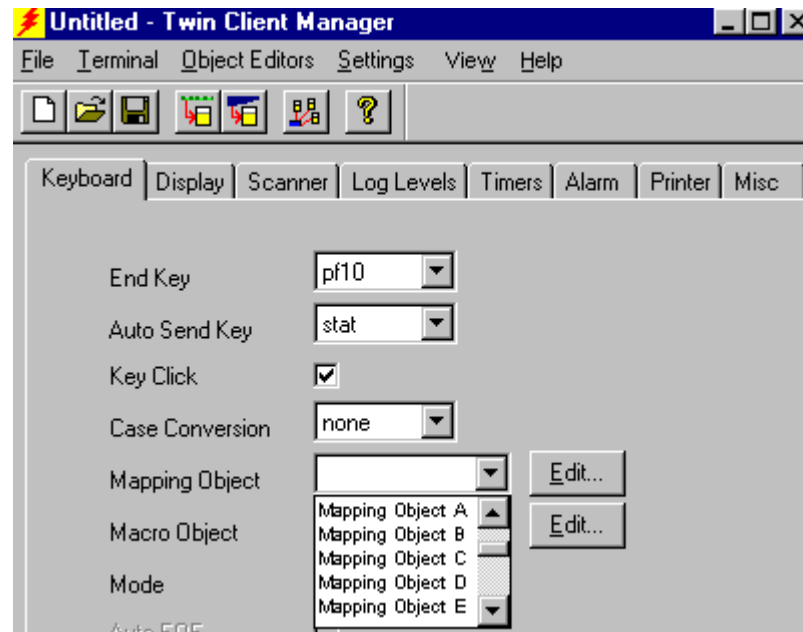 Untitled - Twin Client Manager
File Terminal Object Editors Settings View Help
Keyboard Display Scanner Log Levels Timers Alarm Printer Misc
End Key pf10
Auto Send Key stat
Key Click
Case Conversion none
Mapping Object Edit...
Mapping Object A
Macro Object Mapping Object B Edit...
Mapping Object C
Mode Mapping Object D
Mapping Object E